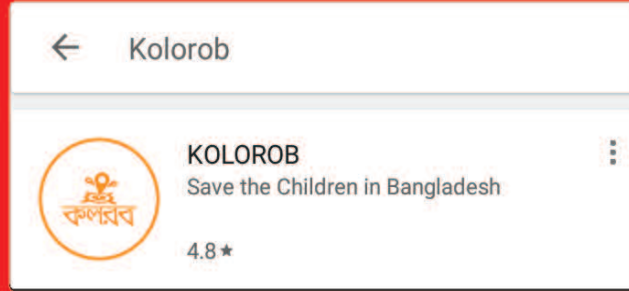 Kolorob
KOLOROB
Save the Children in Bangladesh
কলরব
4.8★